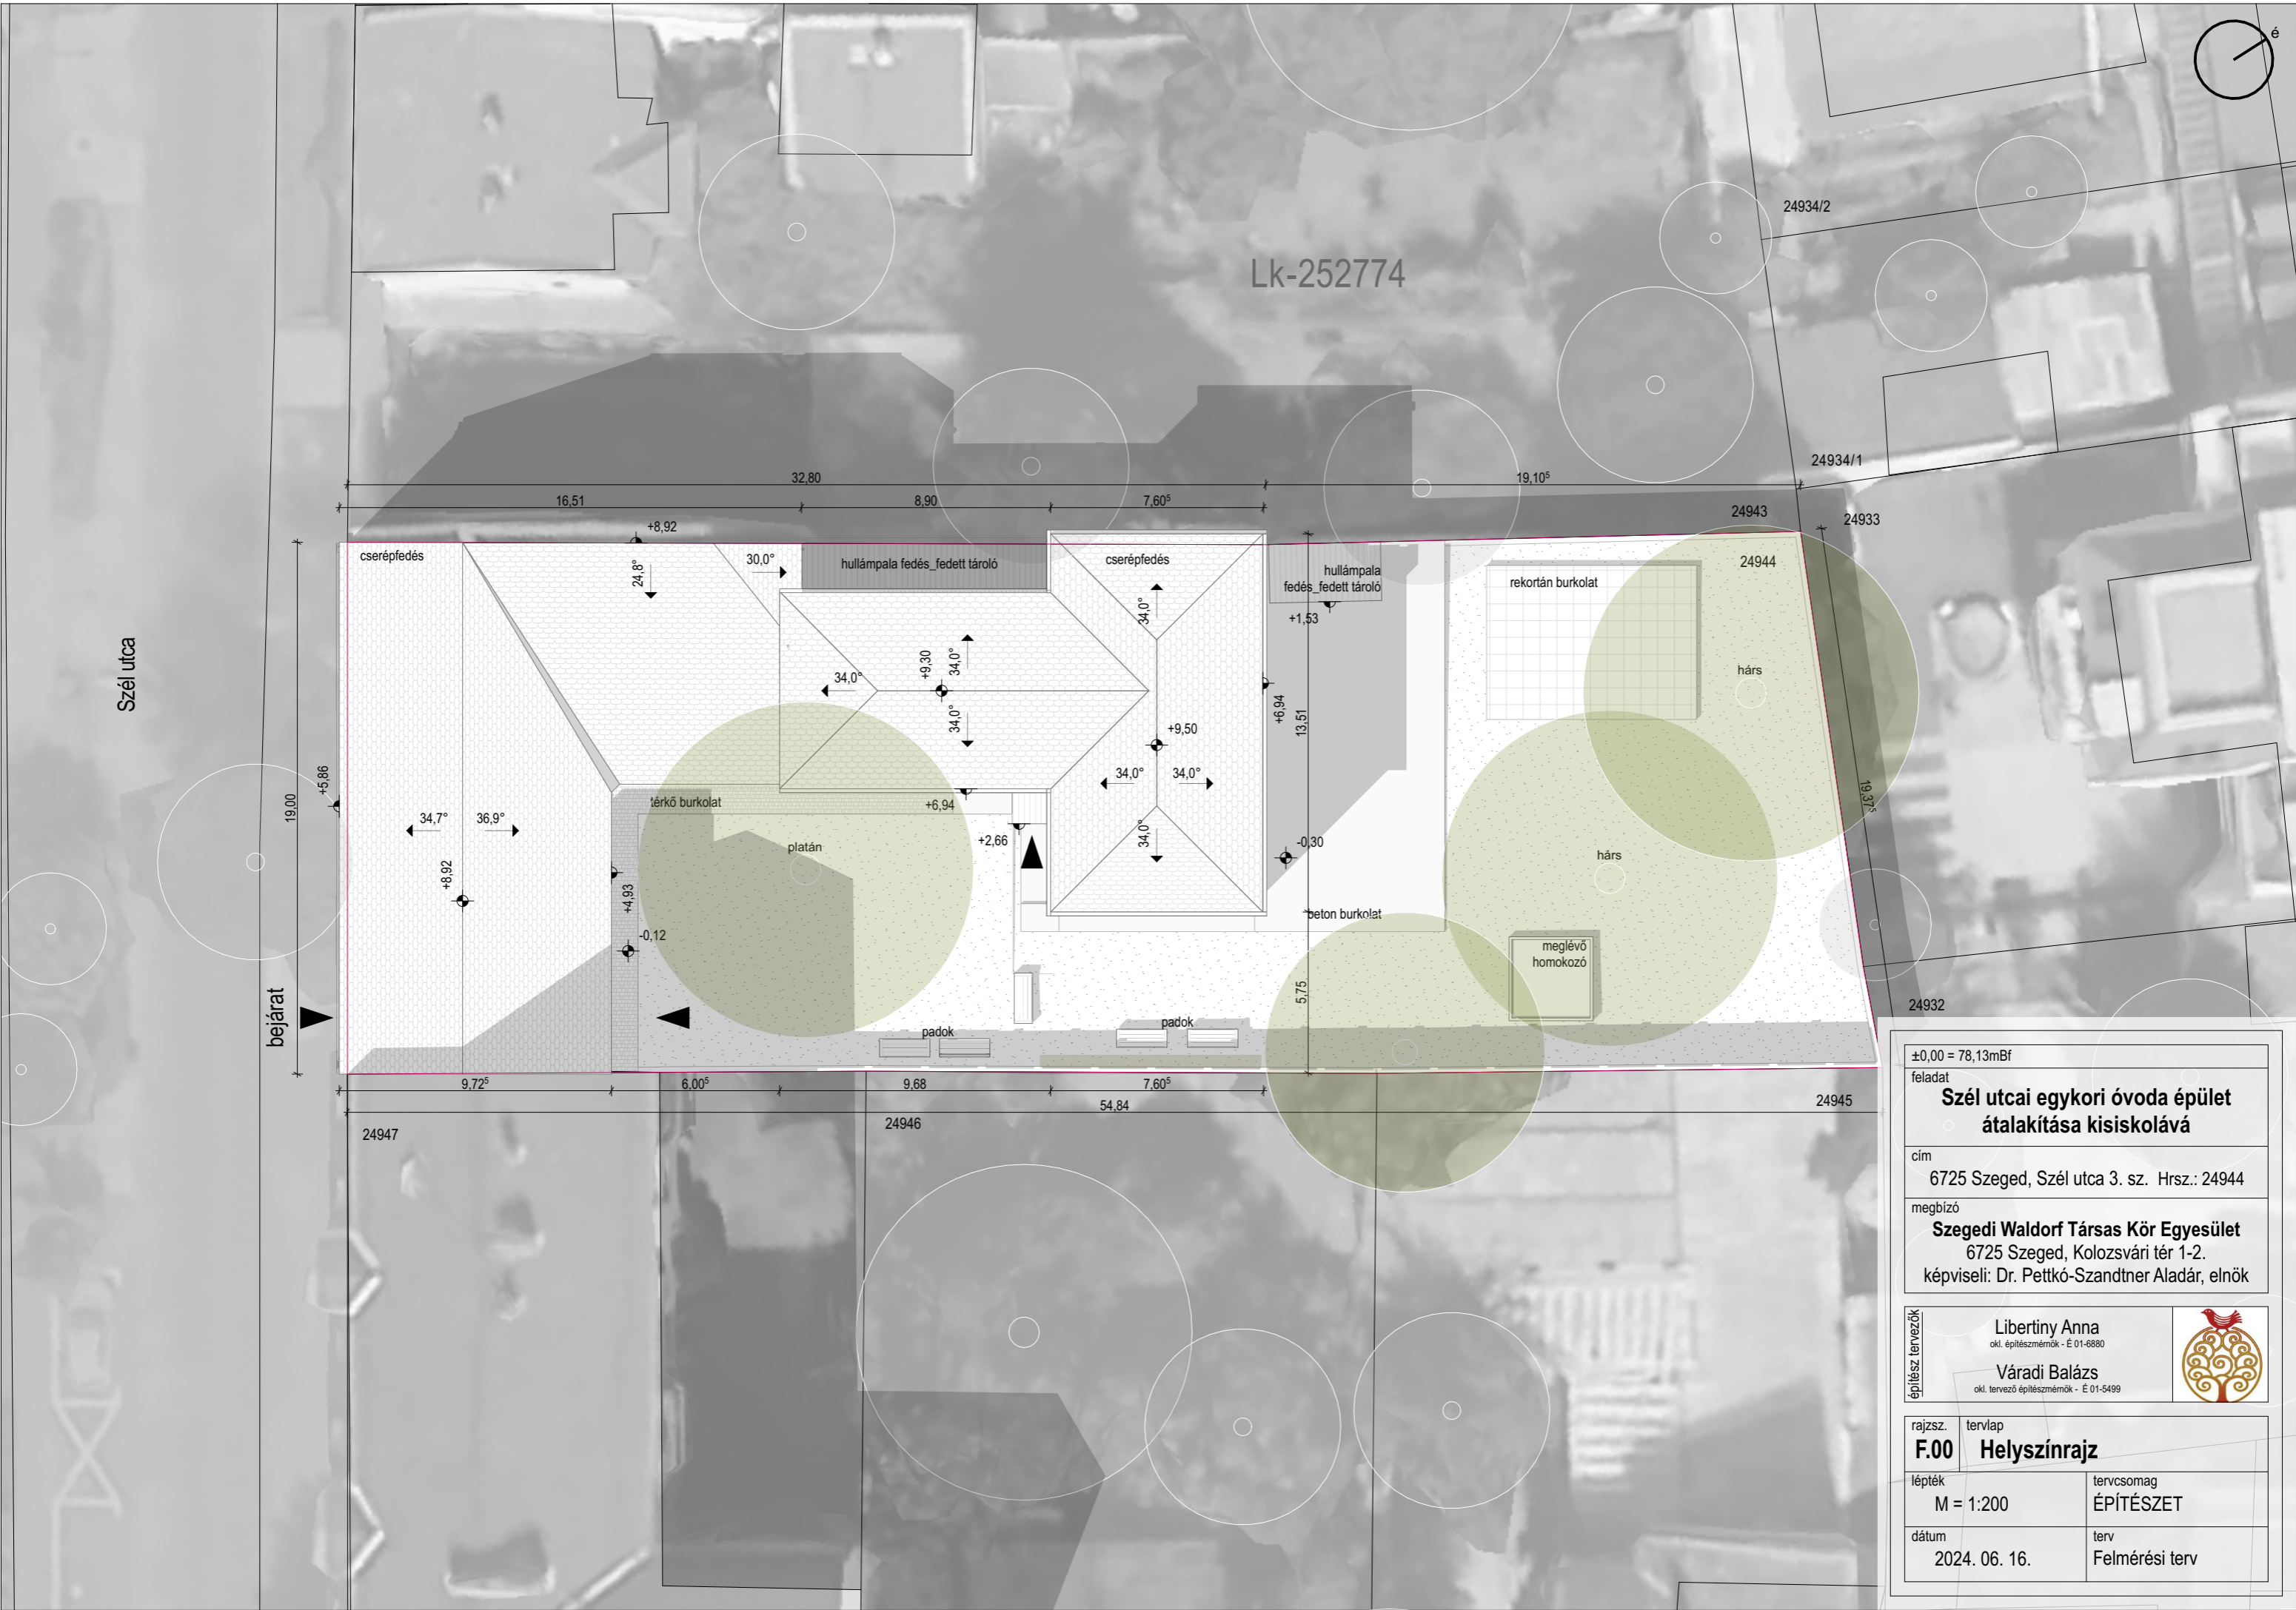 é
24934/2
Lk-252774
24934/1
32,80
19,10⁵
16,51
8,90
7,60⁵
24943
24933
+8,92
cserépfedés
24,8°
30,0°
hullámpala fedés_fedett tároló
cserépfedés
hullámpala
fedés_fedett tároló
+1,53
rekortán burkolat
24944
34,0°
Szél utca
+9,30
34,0°
34,0°
34,0°
+6,94
13,51
hárs
+9,50
34,0°
34,0°
+5,86
19,00
térkő burkolat
+6,94
19,37⁵
34,7°
36,9°
platán
+2,66
34,0°
-0,30
hárs
+8,92
+4,93
beton burkolat
-0,12
meglévő
homokozó
bejárat
5,75
padok
padok
24932
9,72⁵
6,00⁵
9,68
7,60⁵
54,84
24945
24947
24946
±0,00 = 78,13mBf
feladat
Szél utcai egykori óvoda épület
átalakítása kisiskolává
cím
6725 Szeged, Szél utca 3. sz. Hrsz.: 24944
megbízó
Szegedi Waldorf Társas Kör Egyesület
6725 Szeged, Kolozsvári tér 1-2.
képviseli: Dr. Pettkó-Szandtner Aladár, elnök
építész tervezők
Libertiny Anna
okl. építészmérnök - É 01-6880
Váradi Balázs
okl. tervező építészmérnök - É 01-5499
rajzsz. tervlap
F.00 Helyszínrajz
lépték tervcsomag
M = 1:200 ÉPÍTÉSZET
dátum terv
2024. 06. 16. Felmérési terv